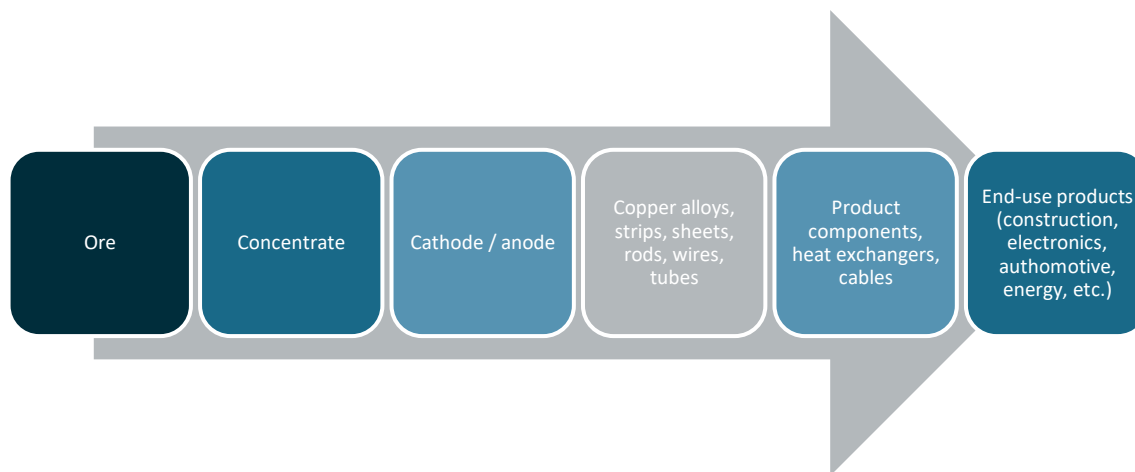 Ore
Concentrate
Cathode / anode
Copper alloys,
strips, sheets,
rods, wires,
tubes
Product
components,
heat exchangers,
cables
End-use products
(construction,
electronics,
authomotive,
energy, etc.)